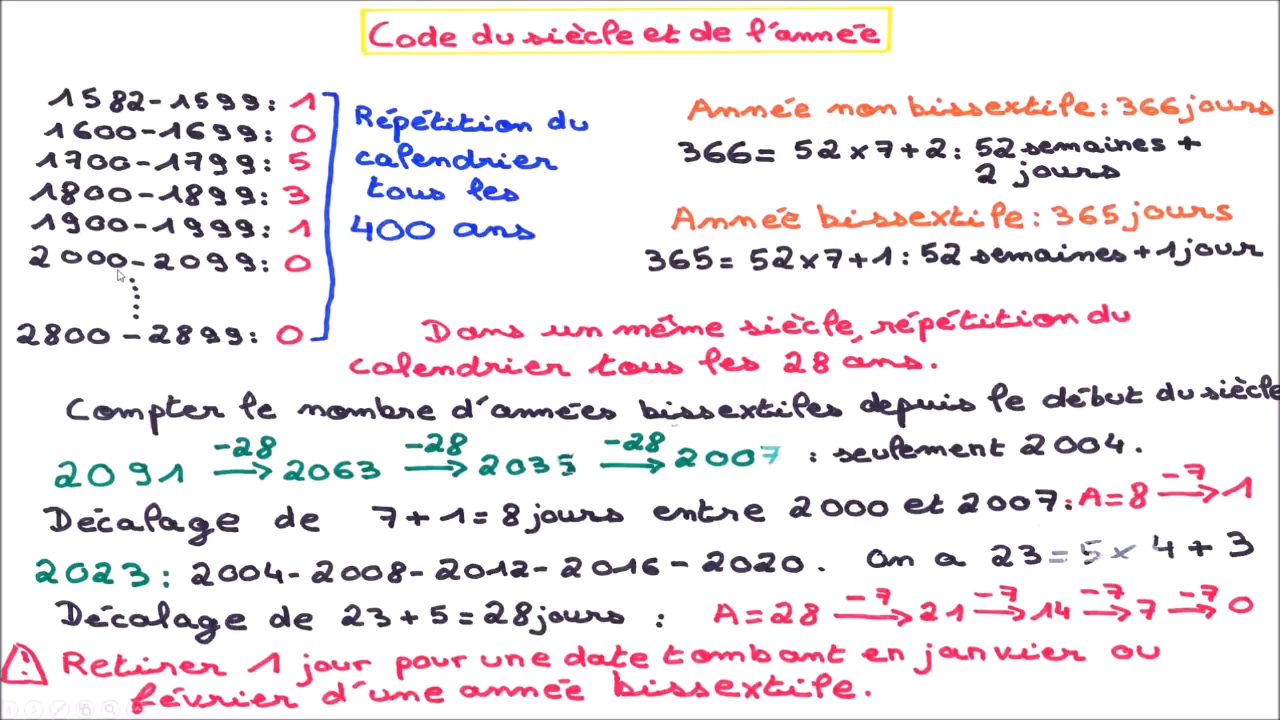 Code du siècle et de l'année
1582-1599: 1
1600-1699: 0
1700-1799: 5
1800-1899: 3
1900-1999: 1
2000-2099: 0
2800-2899: 0
Répétition du
calendrier
tous les
400 ans
Année non bissextile: 366 jours
366 = 52×7+2: 52 semaines +
2 jours
Année bissextile: 365 jours
365 = 52×7+1: 52 semaines +1 jour
Dans un même siècle, répétition du
calendrier tous les 28 ans.
Compter le nombre d'années bissextiles depuis le début du siècle
2091 -28→ 2063 -28→ 2035 -28→ 2007 : seulement 2004.
Décalage de 7+1=8 jours entre 2000 et 2007: A=8 -7→ 1
2023: 2004-2008-2012-2016-2020. On a 23=5×4+3
Décalage de 23+5=28 jours : A=28 -7→ 21 -7→ 14 -7→ 7 -7→ 0
⚠ Retirer 1 jour pour une date tombant en janvier ou
février d'une année bissextile.